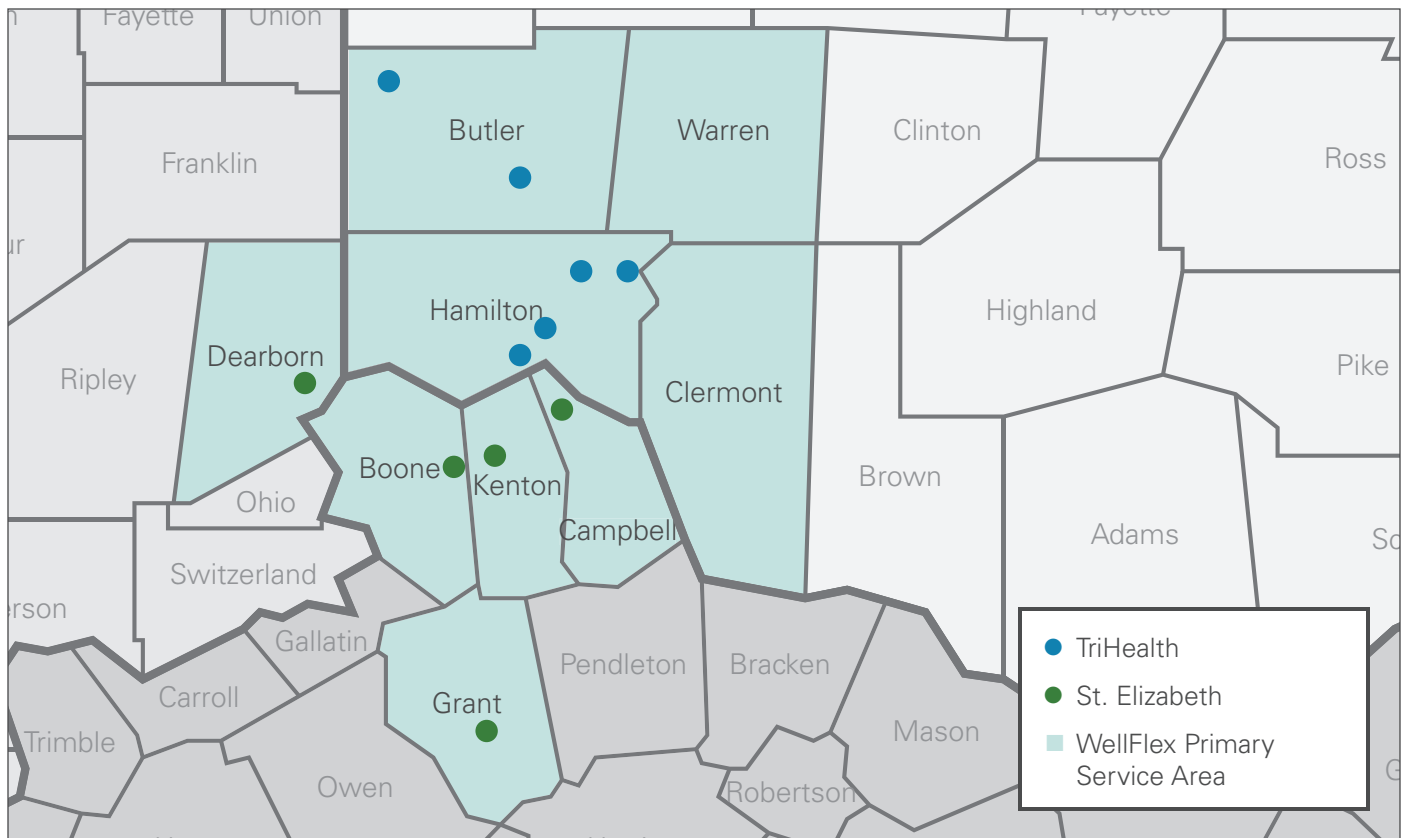 Fayette
Union
Fayette
Butler
Warren
Clinton
Franklin
Ross
Hamilton
Highland
Dearborn
Ripley
Pike
Clermont
Boone
Kenton
Brown
Ohio
Campbell
Adams
Switzerland
Gallatin
Pendleton
Bracken
Carroll
Grant
Mason
Trimble
Owen
Robertson
TriHealth
St. Elizabeth
WellFlex Primary
Service Area